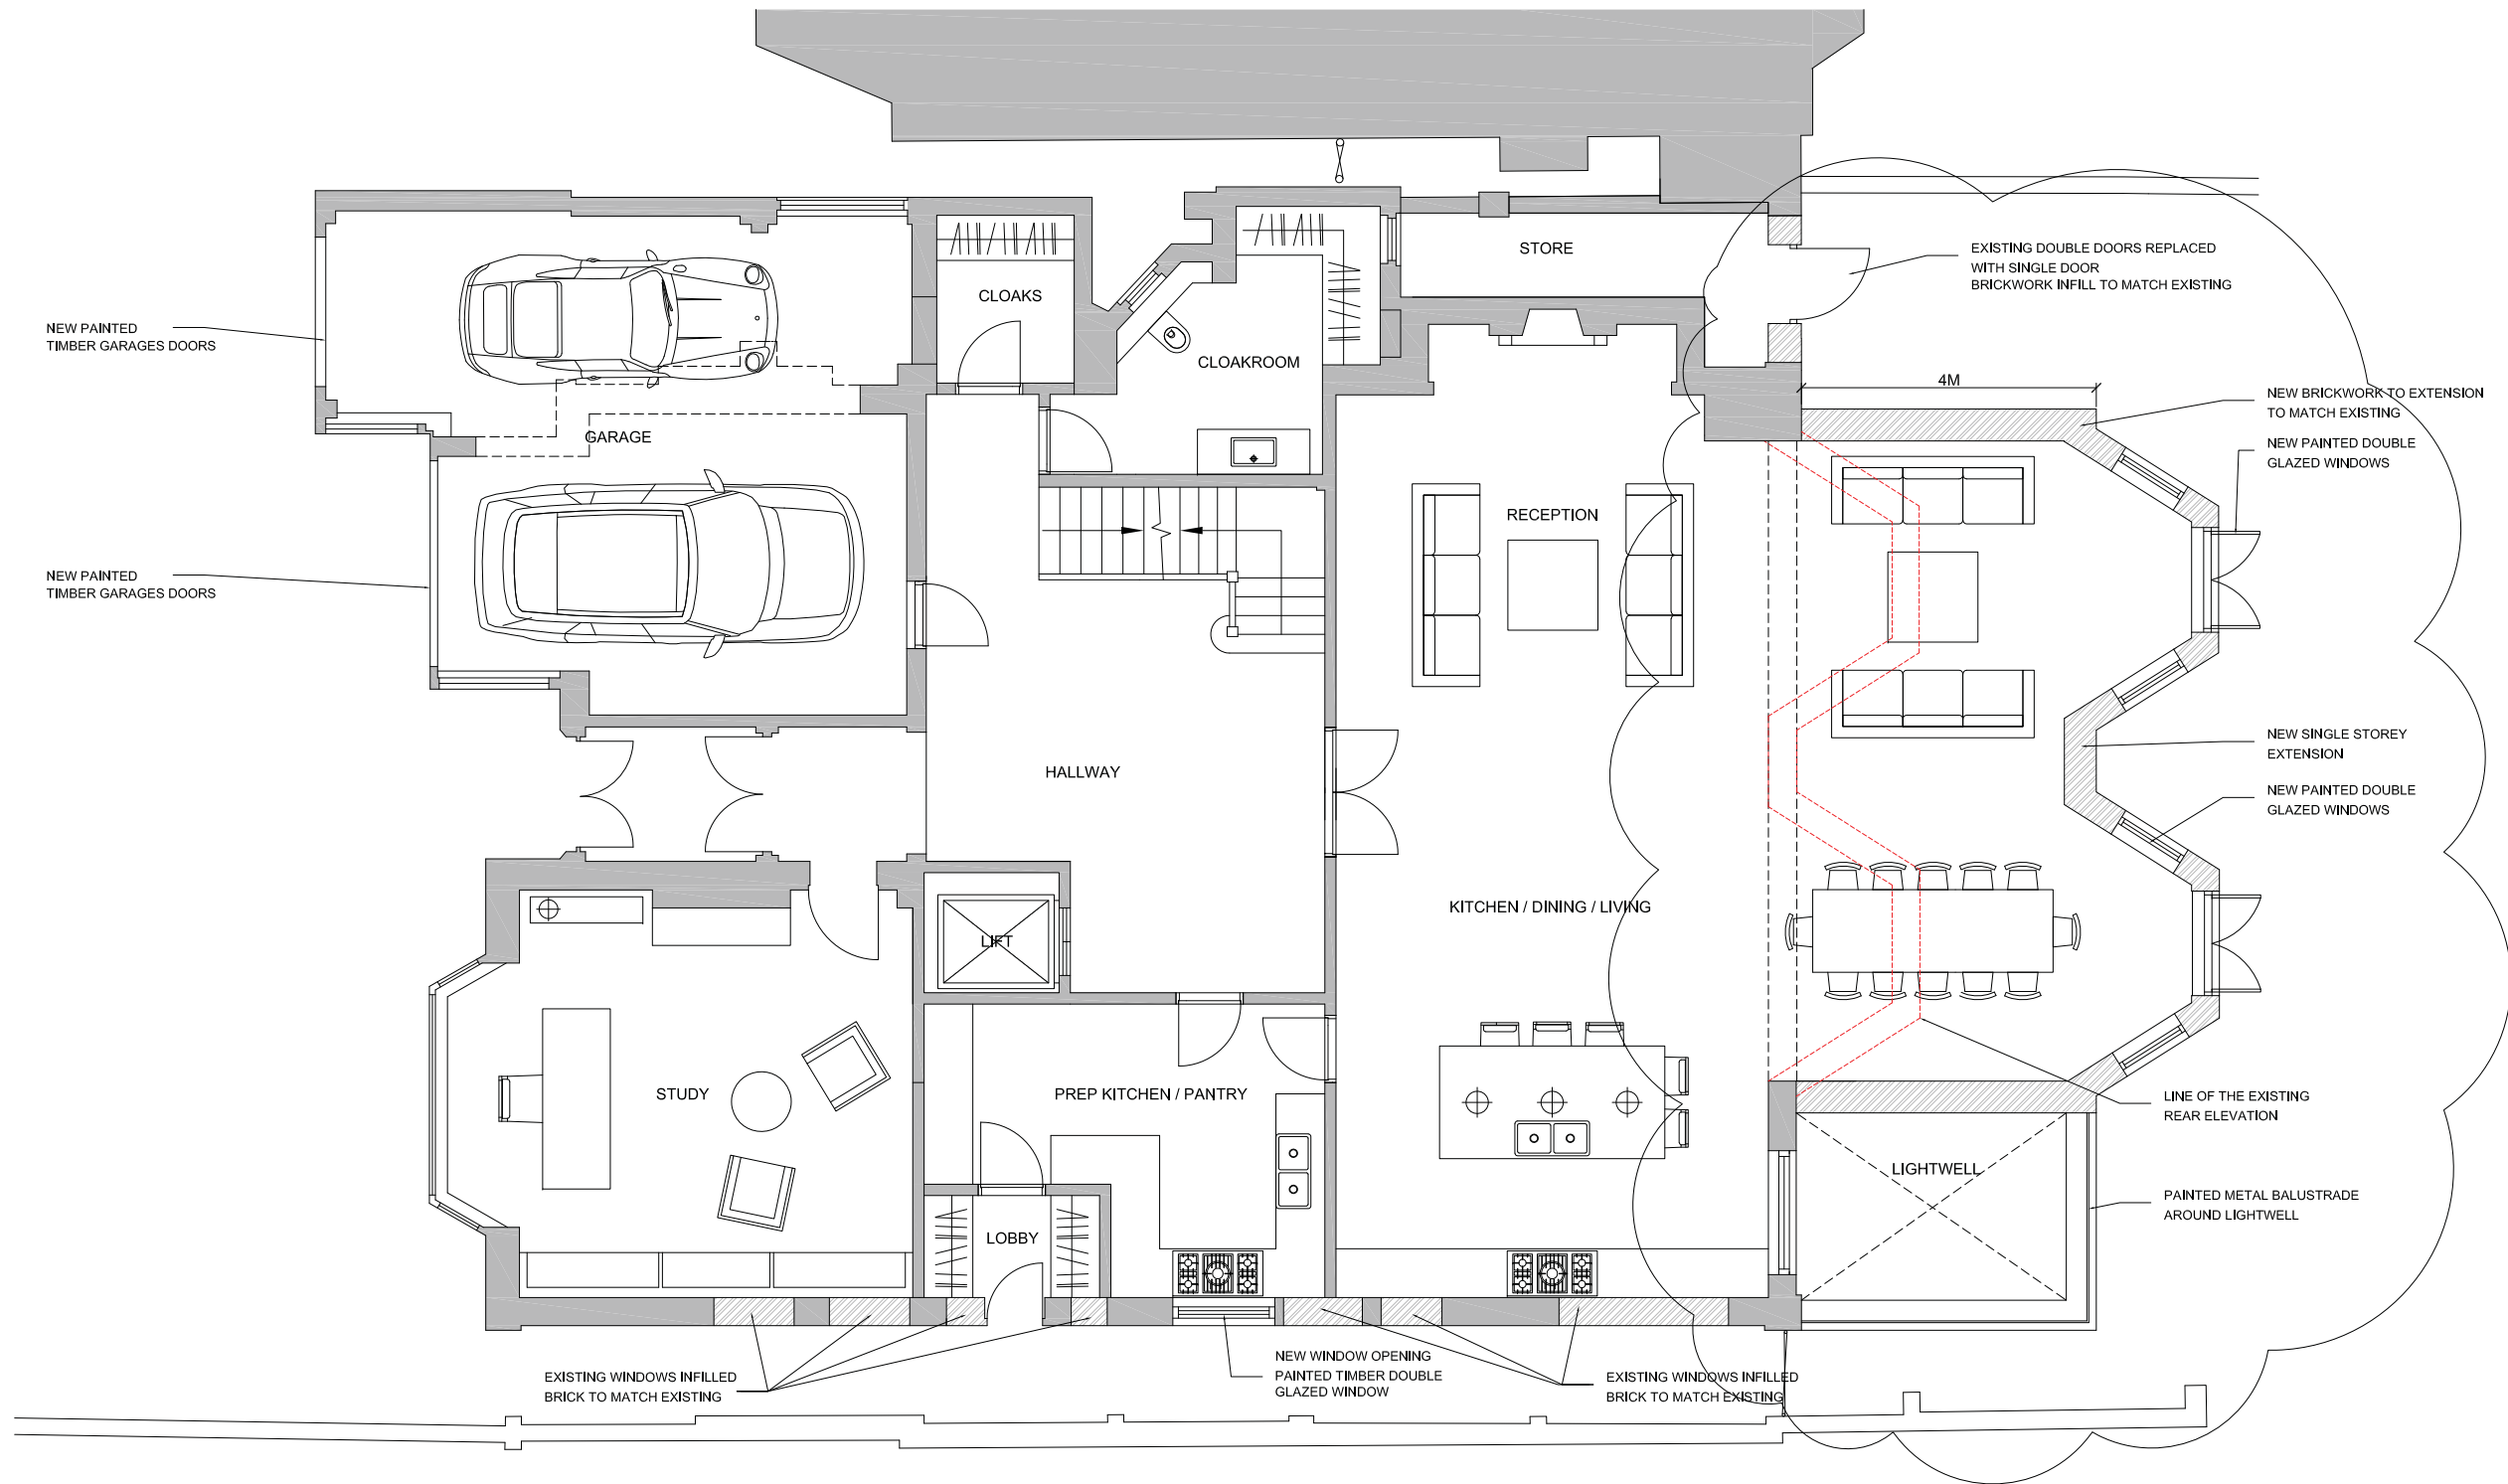 STORE
EXISTING DOUBLE DOORS REPLACED
WITH SINGLE DOOR
BRICKWORK INFILL TO MATCH EXISTING
CLOAKS
NEW PAINTED
TIMBER GARAGES DOORS
CLOAKROOM
4M
NEW BRICKWORK TO EXTENSION
TO MATCH EXISTING
GARAGE
NEW PAINTED DOUBLE
GLAZED WINDOWS
RECEPTION
NEW PAINTED
TIMBER GARAGES DOORS
NEW SINGLE STOREY
EXTENSION
HALLWAY
NEW PAINTED DOUBLE
GLAZED WINDOWS
KITCHEN / DINING / LIVING
LIFT
STUDY
PREP KITCHEN / PANTRY
LINE OF THE EXISTING
REAR ELEVATION
LIGHTWELL
PAINTED METAL BALUSTRADE
AROUND LIGHTWELL
LOBBY
EXISTING WINDOWS INFILLED
BRICK TO MATCH EXISTING
NEW WINDOW OPENING
PAINTED TIMBER DOUBLE
GLAZED WINDOW
EXISTING WINDOWS INFILLED
BRICK TO MATCH EXISTING